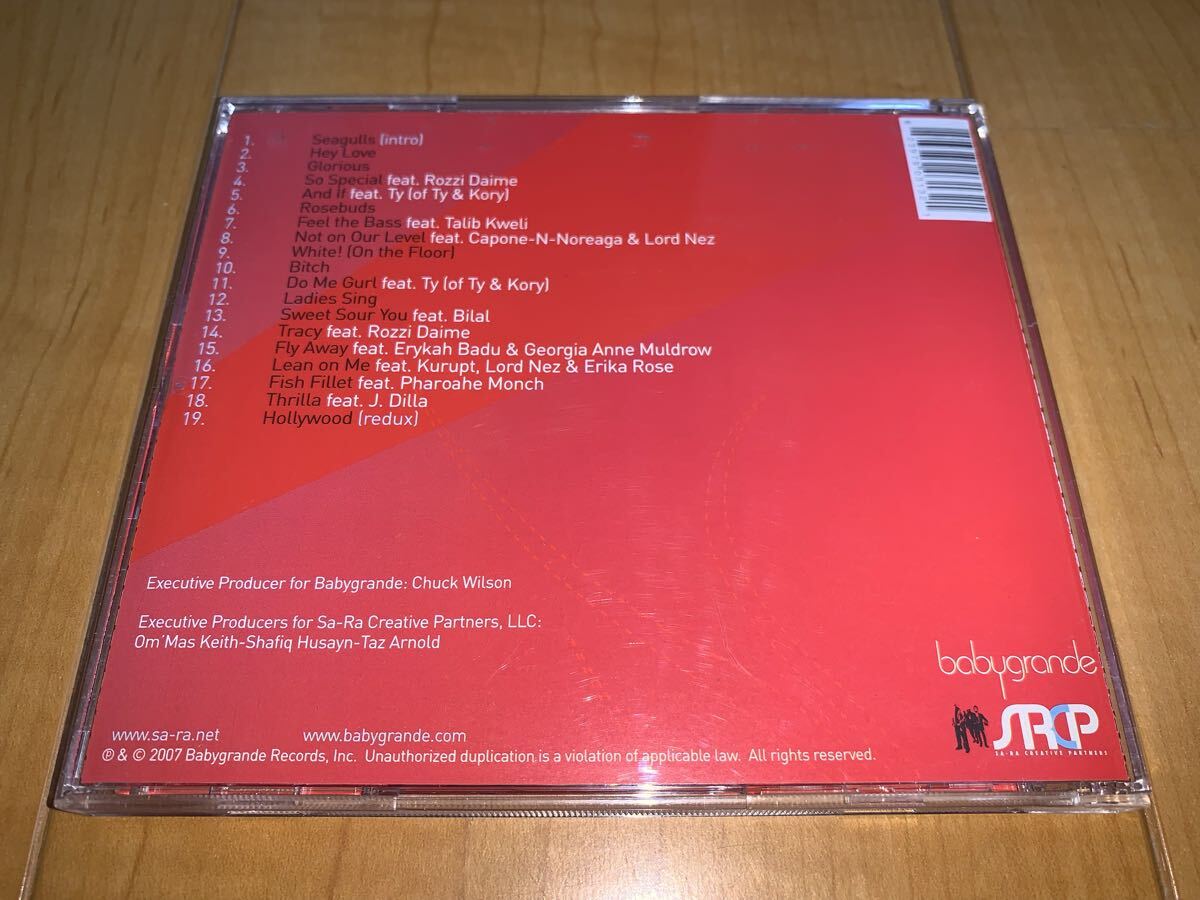 1. Seagulls (intro)
2. Hey Love
3. Glorious
4. So Special feat. Rozzi Daime
5. And If feat. Ty (of Ty & Kory)
6. Rosebuds
7. Feel the Bass feat. Talib Kweli
8. Not on Our Level feat. Capone-N-Noreaga & Lord Nez
9. White! (On the Floor)
10. Bitch
11. Do Me Gurl feat. Ty (of Ty & Kory)
12. Ladies Sing
13. Sweet Sour You feat. Bilal
14. Tracy feat. Rozzi Daime
15. Fly Away feat. Erykah Badu & Georgia Anne Muldrow
16. Lean on Me feat. Kurupt, Lord Nez & Erika Rose
17. Fish Fillet feat. Pharoahe Monch
18. Thrilla feat. J. Dilla
19. Hollywood (redux)
Executive Producer for Babygrande: Chuck Wilson
Executive Producers for Sa-Ra Creative Partners, LLC:
Om'Mas Keith-Shafiq Husayn-Taz Arnold
babygrande
SRCP
SA-RA CREATIVE PARTNERS
www.sa-ra.net www.babygrande.com
℗ & © 2007 Babygrande Records, Inc. Unauthorized duplication is a violation of applicable law. All rights reserved.